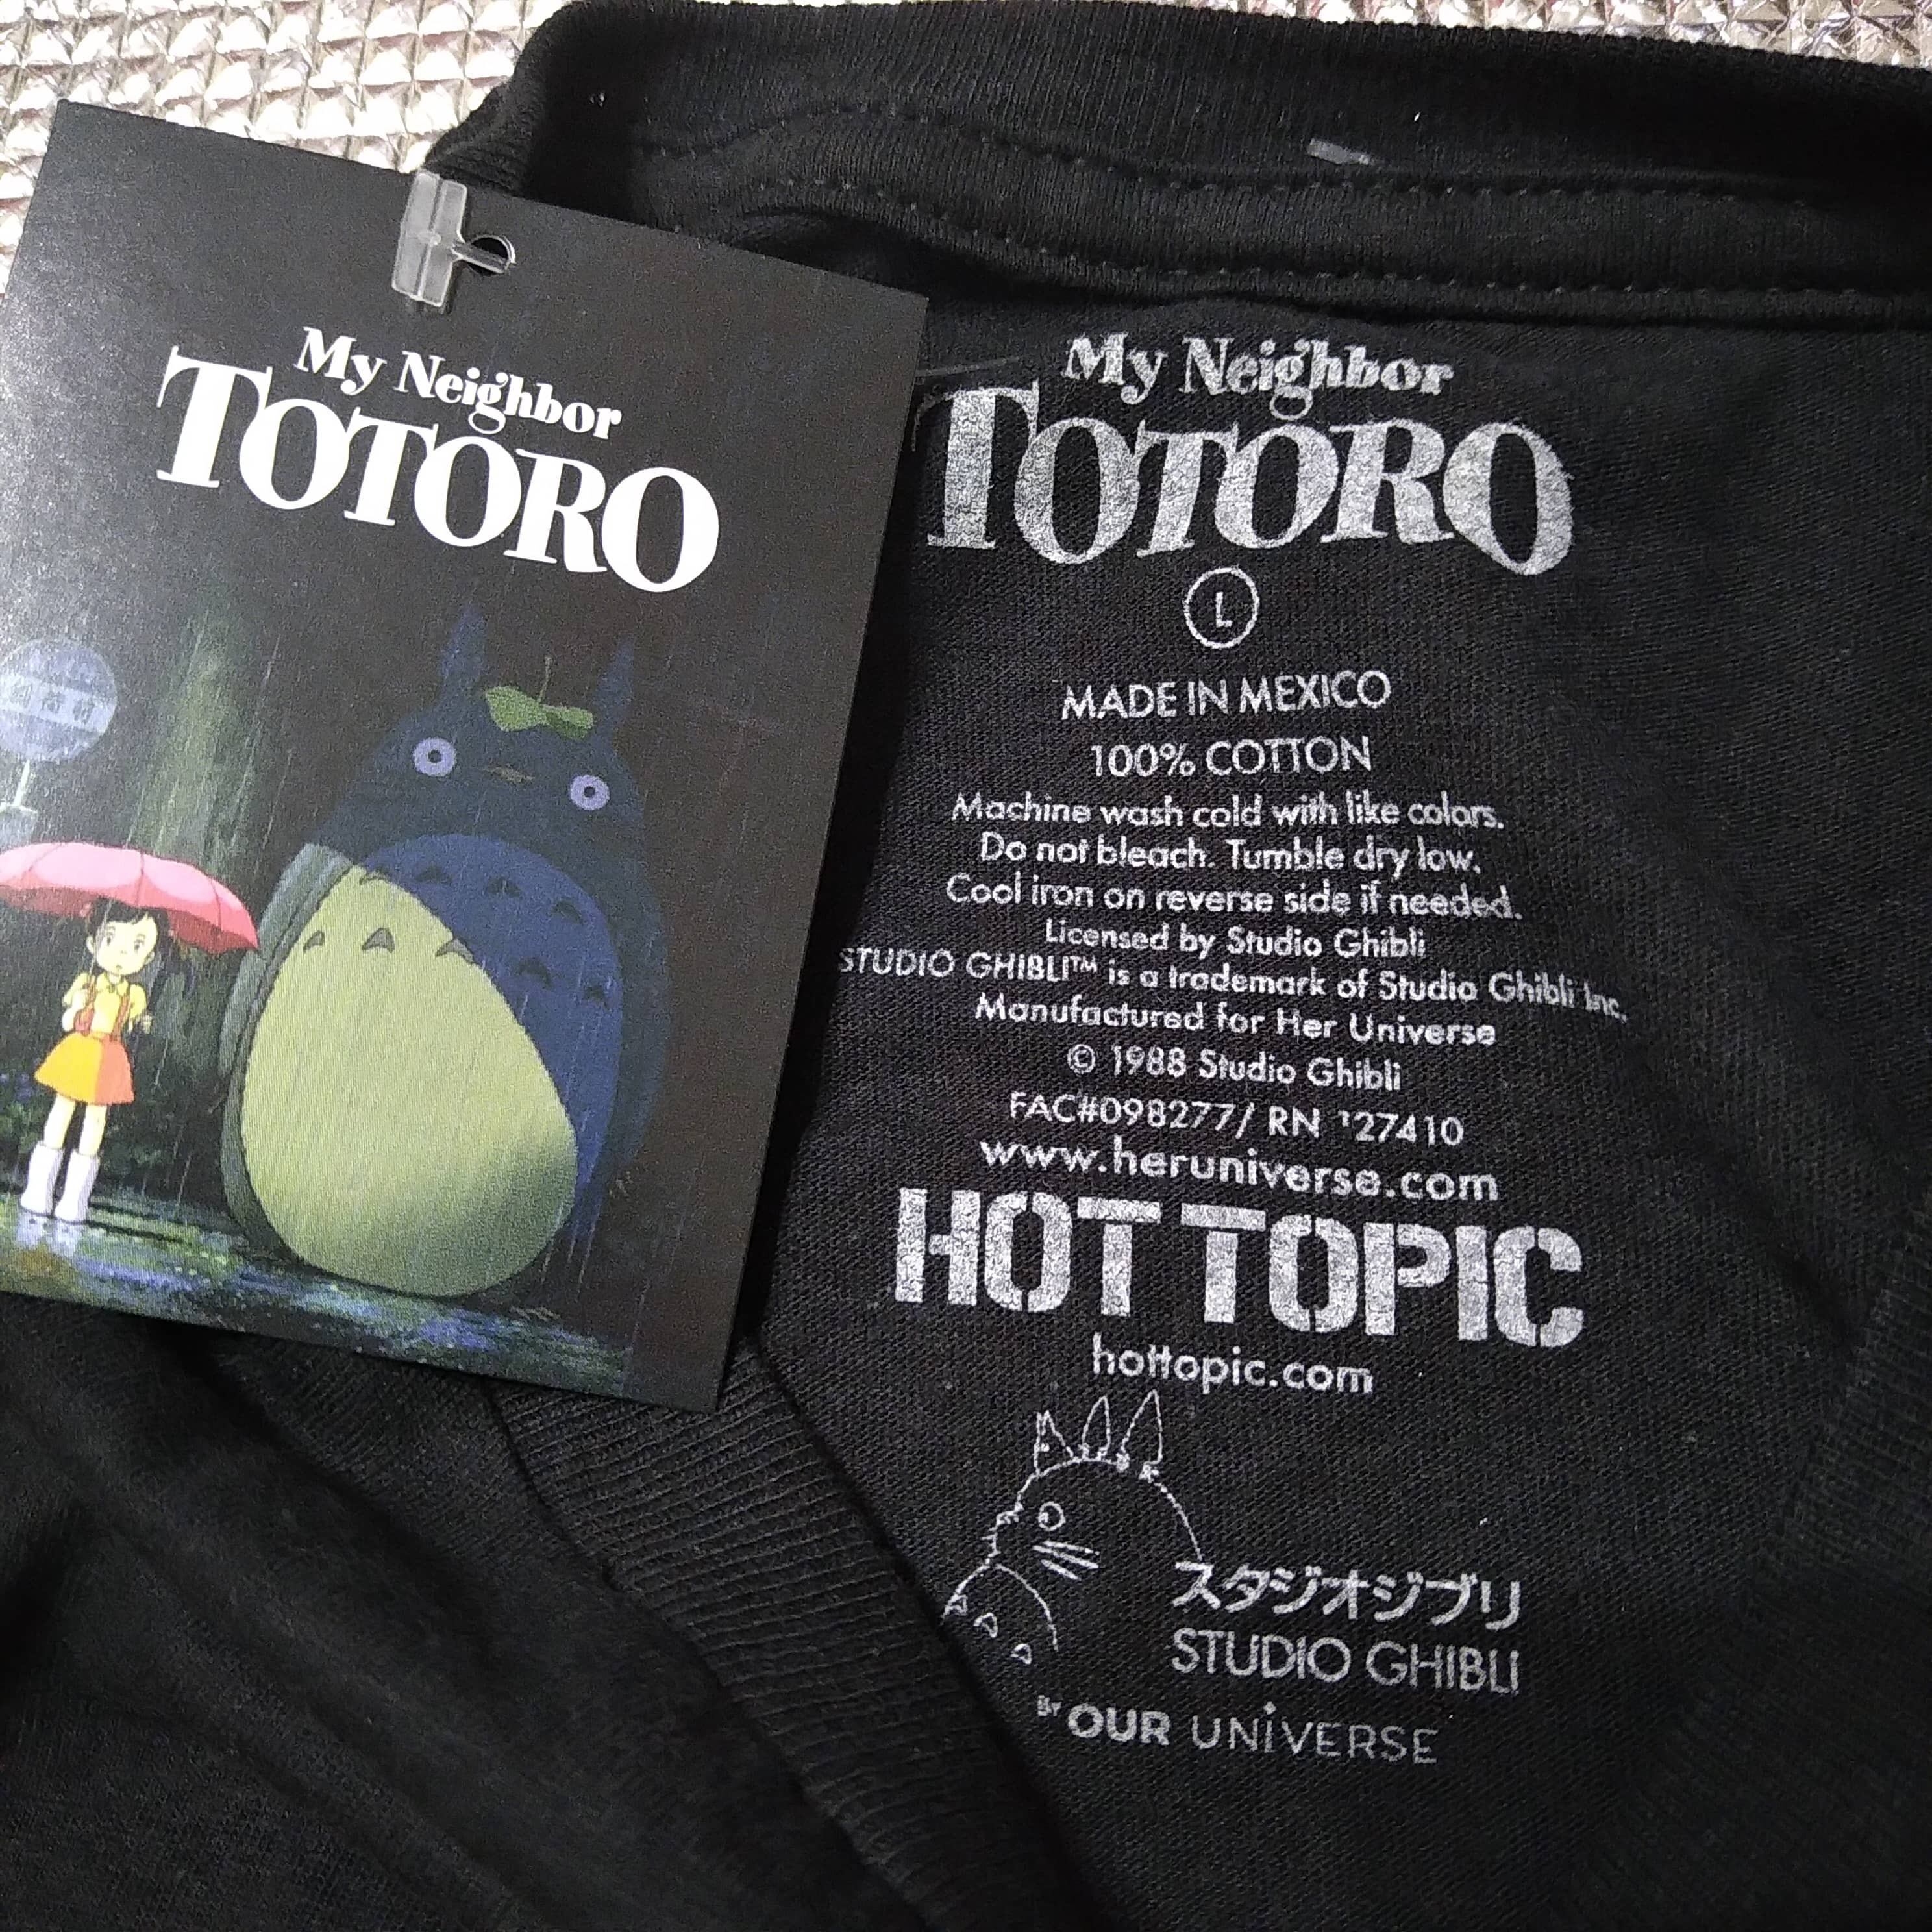 My Neighbor
TOTORO
My Neighbor
TOTORO
L
MADE IN MEXICO
100% COTTON
Machine wash cold with like colors.
Do not bleach. Tumble dry low.
Cool iron on reverse side if needed.
Licensed by Studio Ghibli
STUDIO GHIBLI™ is a trademark of Studio Ghibli Inc.
Manufactured for Her Universe
© 1988 Studio Ghibli
FAC#098277/ RN 127410
www.heruniverse.com
HOT TOPIC
hottopic.com
スタジオジブリ
STUDIO GHIBLI
BY OUR UNiVERSE